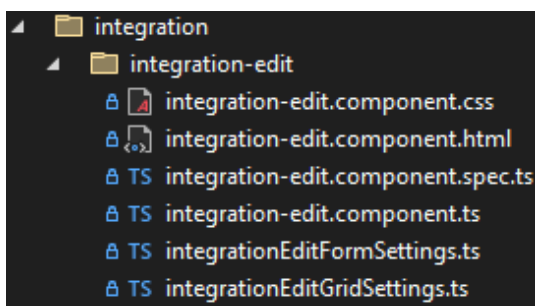 integration
integration-edit
integration-edit.component.css
integration-edit.component.html
TS integration-edit.component.spec.ts
TS integration-edit.component.ts
TS integrationEditFormSettings.ts
TS integrationEditGridSettings.ts